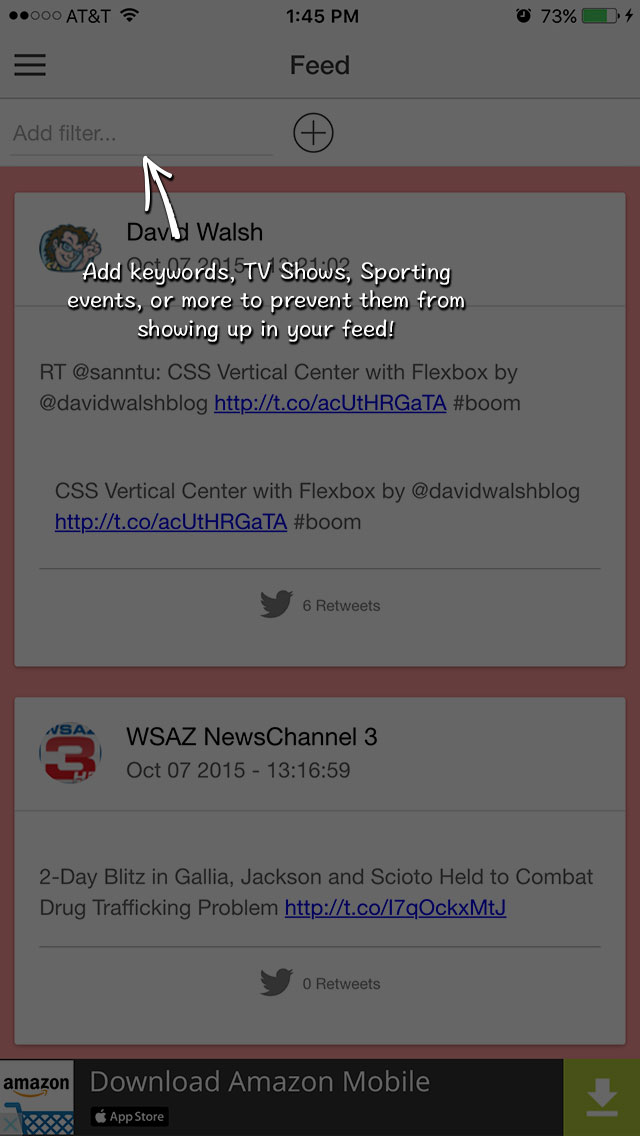 AT&T 1:45 PM 73%
Feed
Add filter...
David Walsh
Oct 07 2015 - 13:21:02
Add keywords, TV Shows, Sporting
events, or more to prevent them from
showing up in your feed!
RT @sanntu: CSS Vertical Center with Flexbox by
@davidwalshblog http://t.co/acUtHRGaTA #boom
CSS Vertical Center with Flexbox by @davidwalshblog
http://t.co/acUtHRGaTA #boom
6 Retweets
WSAZ
3
WSAZ NewsChannel 3
Oct 07 2015 - 13:16:59
2-Day Blitz in Gallia, Jackson and Scioto Held to Combat
Drug Trafficking Problem http://t.co/l7qOckxMtJ
0 Retweets
amazon
Download Amazon Mobile
App Store